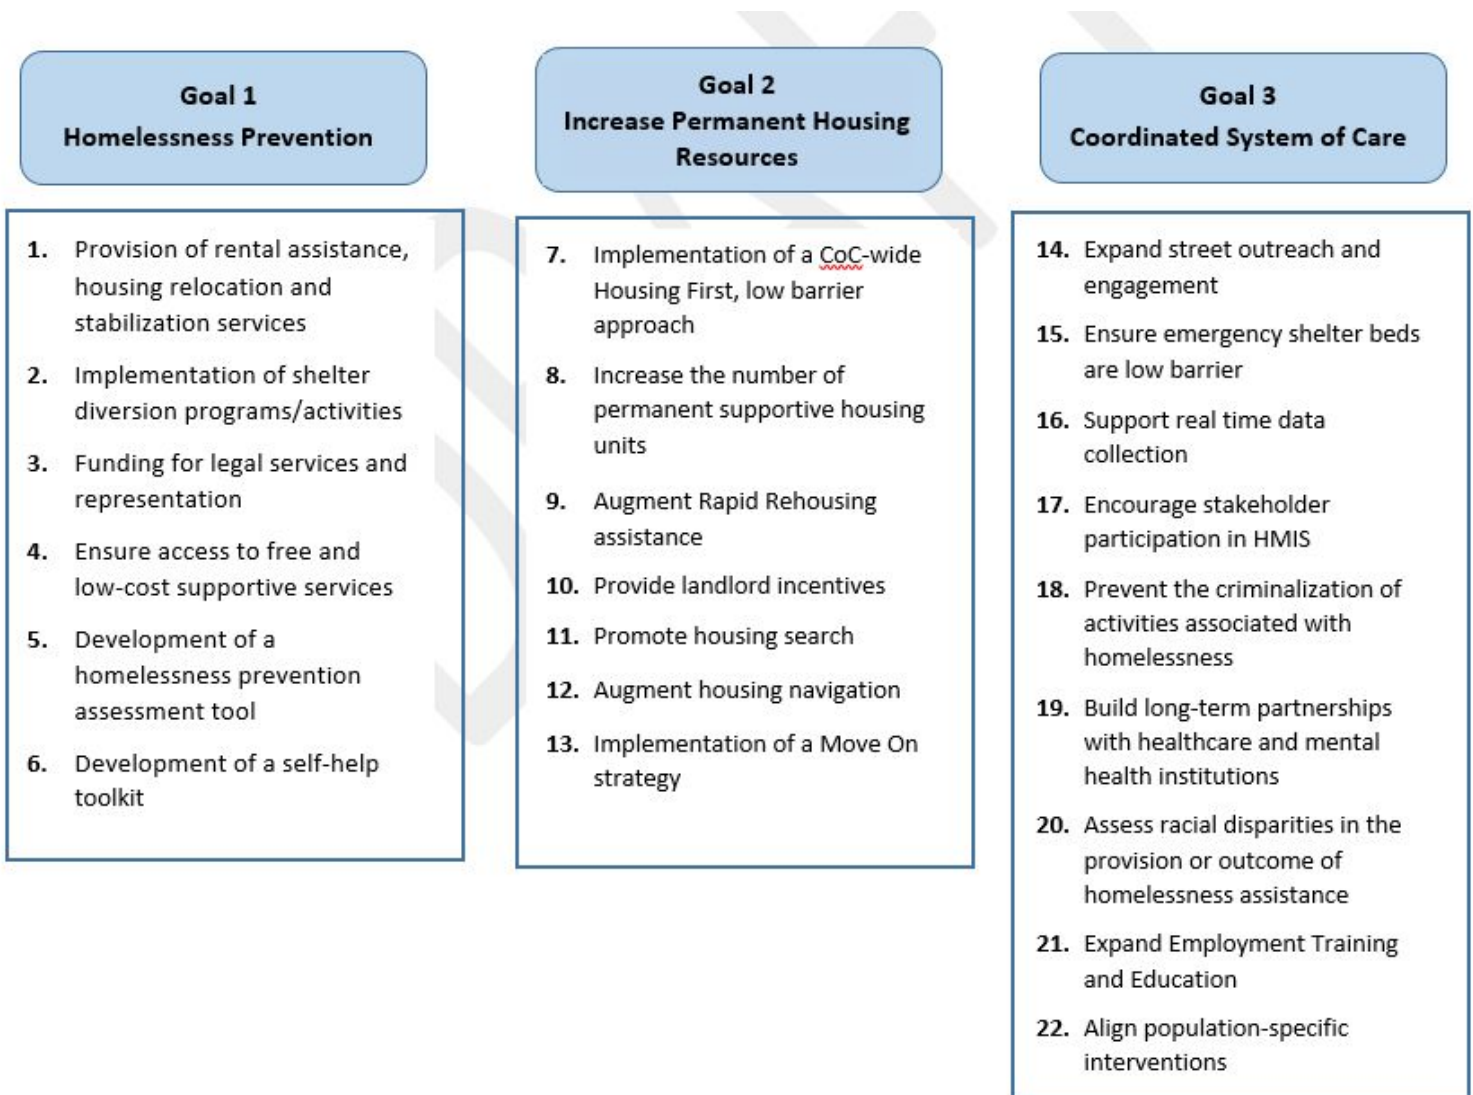 Goal 1
Homelessness Prevention
1. Provision of rental assistance,
housing relocation and
stabilization services
2. Implementation of shelter
diversion programs/activities
3. Funding for legal services and
representation
4. Ensure access to free and
low-cost supportive services
5. Development of a
homelessness prevention
assessment tool
6. Development of a self-help
toolkit
Goal 2
Increase Permanent Housing
Resources
7. Implementation of a CoC-wide
Housing First, low barrier
approach
8. Increase the number of
permanent supportive housing
units
9. Augment Rapid Rehousing
assistance
10. Provide landlord incentives
11. Promote housing search
12. Augment housing navigation
13. Implementation of a Move On
strategy
Goal 3
Coordinated System of Care
14. Expand street outreach and
engagement
15. Ensure emergency shelter beds
are low barrier
16. Support real time data
collection
17. Encourage stakeholder
participation in HMIS
18. Prevent the criminalization of
activities associated with
homelessness
19. Build long-term partnerships
with healthcare and mental
health institutions
20. Assess racial disparities in the
provision or outcome of
homelessness assistance
21. Expand Employment Training
and Education
22. Align population-specific
interventions